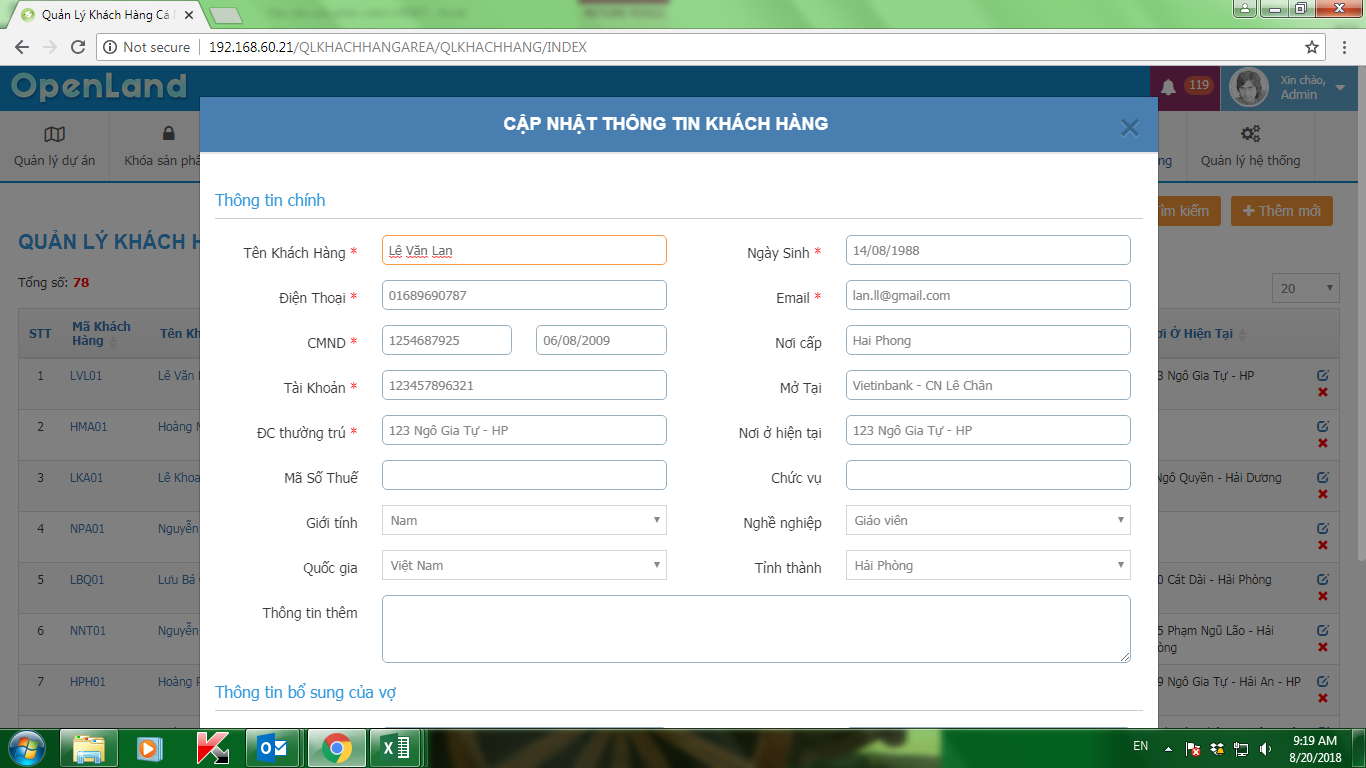 Quản Lý Khách Hàng Cá
Not secure 192.168.60.21/QLKHACHHANGAREA/QLKHACHHANG/INDEX
OpenLand
119
Xin chào,
Admin
Quản lý dự án
Khóa sản
Quản lý hệ thống
CẬP NHẬT THÔNG TIN KHÁCH HÀNG
Tìm kiếm
Thêm mới
QUẢN LÝ KHÁCH
Tổng số: 78
20
STT
Mã Khách Hàng
Tên
Ở Hiện Tại
1 LVL01 Lê Văn Ngô Gia Tự - HP
2 HMA01 Hoàng
3 LKA01 Lê Khoa Ngô Quyền - Hải Dương
4 NPA01 Nguyễn
5 LBQ01 Lưu Bá Cát Dài - Hải Phòng
6 NNT01 Nguyễn Phạm Ngũ Lão - Hải
7 HPH01 Hoàng Ngô Gia Tự - Hải An - HP
Thông tin chính
Tên Khách Hàng * Lê Văn Lan Ngày Sinh * 14/08/1988
Điện Thoại * 01689690787 Email * lan.ll@gmail.com
CMND * 1254687925 06/08/2009 Nơi cấp Hai Phong
Tài Khoản * 123457896321 Mở Tại Vietinbank - CN Lê Chân
ĐC thường trú * 123 Ngô Gia Tự - HP Nơi ở hiện tại 123 Ngô Gia Tự - HP
Mã Số Thuế Chức vụ
Giới tính Nam Nghề nghiệp Giáo viên
Quốc gia Việt Nam Tỉnh thành Hải Phòng
Thông tin thêm
Thông tin bổ sung của vợ
EN
9:19 AM
8/20/2018